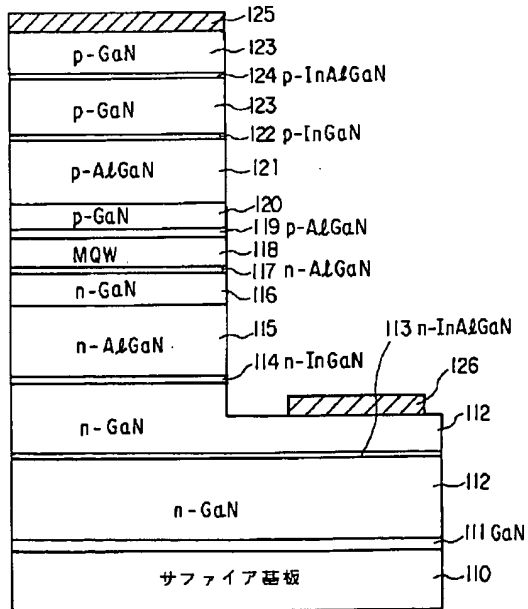 125
p-GaN 123
124 p-InAlGaN
p-GaN 123
122 p-InGaN
p-AlGaN 121
p-GaN 120
119 p-AlGaN
MQW 118
117 n-AlGaN
n-GaN 116
115
113 n-InAlGaN
n-AlGaN
114 n-InGaN
126
n-GaN 112
112
n-GaN
111 GaN
サファイア基板 110